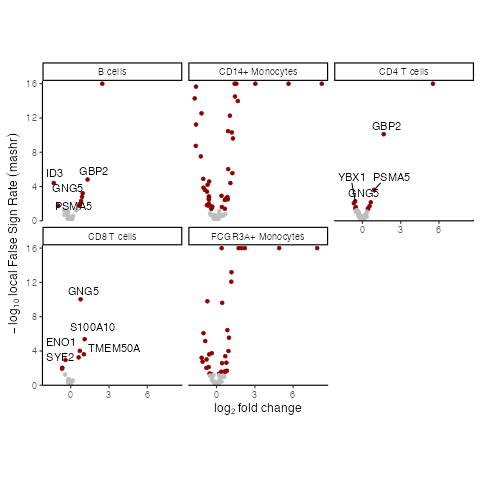 B cells
CD14+ Monocytes
CD4 T cells
16
12
8
4
0
ID3
GBP2
GNG5
PSMA5
GBP2
YBX1
PSMA5
GNG5
0
3
6
CD8 T cells
FCGR3A+ Monocytes
16
12
8
4
0
GNG5
S100A10
ENO1
TMEM50A
SYF2
0
3
6
0
3
6
log2 fold change
−log10 local False Sign Rate (mashr)